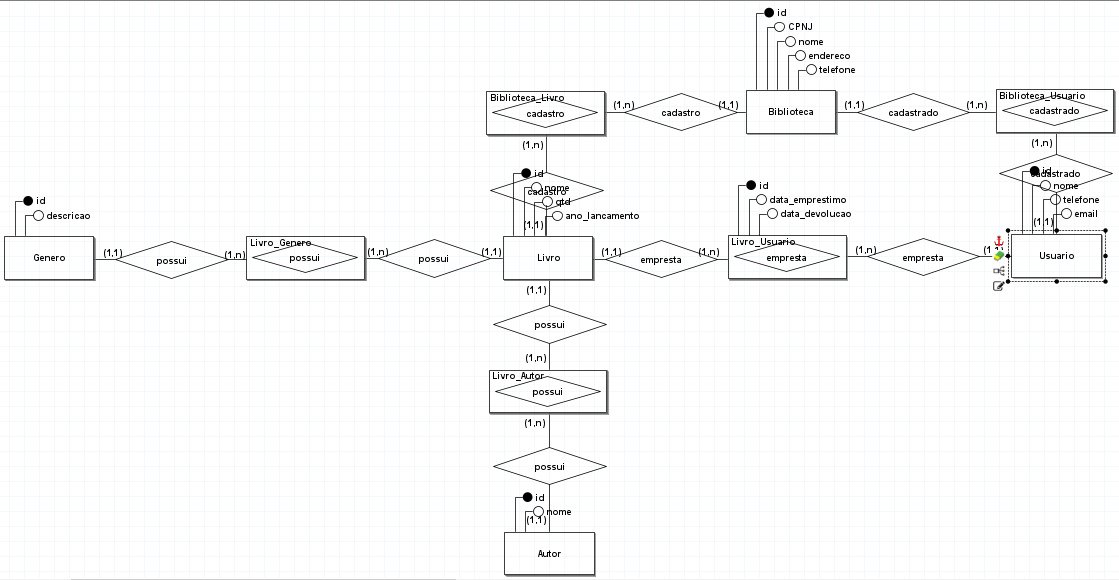 id
CPNJ
nome
endereco
telefone
Biblioteca_Livro
cadastro
(1,n)
cadastro
(1,1)
Biblioteca
(1,1)
cadastrado
(1,n)
Biblioteca_Usuario
cadastrado
(1,n)
cadastro
id
nome
qtd
ano_lancamento
(1,1)
(1,n)
cadastrado
id
nome
telefone
email
(1,1)
id
descricao
id
data_emprestimo
data_devolucao
Genero
(1,1)
possui
(1,n)
Livro_Genero
possui
(1,n)
possui
(1,1)
Livro
(1,1)
empresta
(1,n)
Livro_Usuario
empresta
(1,n)
empresta
Usuario
(1,1)
possui
(1,n)
Livro_Autor
possui
(1,n)
possui
id
nome
(1,1)
Autor